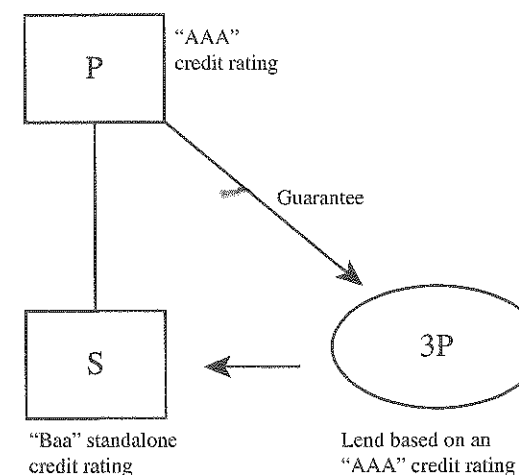 P
“AAA”
credit rating
Guarantee
S
3P
“Baa” standalone
credit rating
Lend based on an
“AAA” credit rating